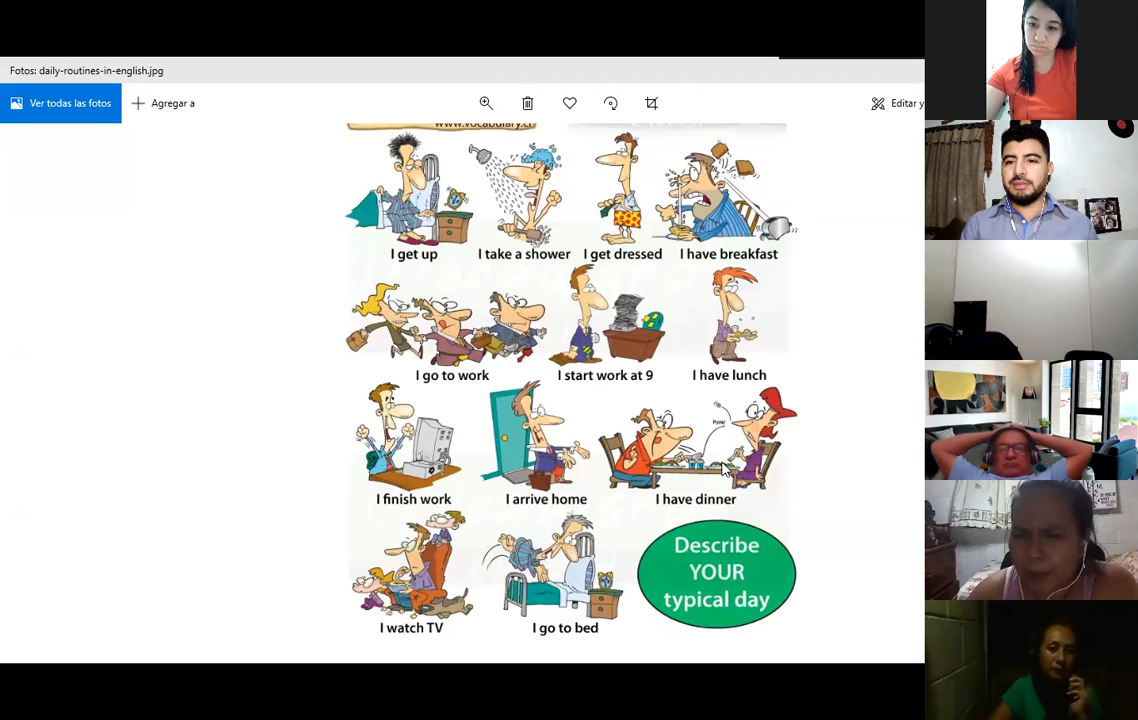 Fotos: daily-routines-in-english.jpg
Ver todas las fotos
Agregar a
Editar y
I get up
I take a shower
I get dressed
I have breakfast
I go to work
I start work at 9
I have lunch
I finish work
I arrive home
I have dinner
I watch TV
I go to bed
Describe
YOUR
typical day